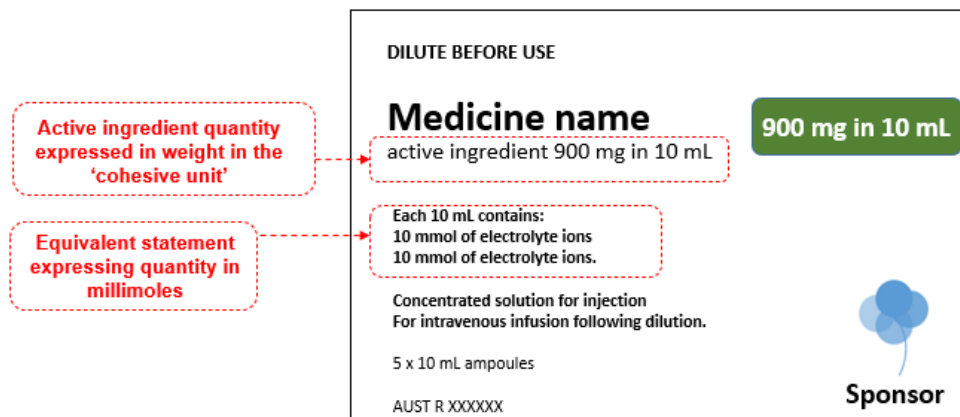 DILUTE BEFORE USE
Medicine name
active ingredient 900 mg in 10 mL
900 mg in 10 mL
Active ingredient quantity
expressed in weight in the
‘cohesive unit’
Each 10 mL contains:
10 mmol of electrolyte ions
10 mmol of electrolyte ions.
Equivalent statement
expressing quantity in
millimoles
Concentrated solution for injection
For intravenous infusion following dilution.
5 x 10 mL ampoules
AUST R XXXXXX
Sponsor